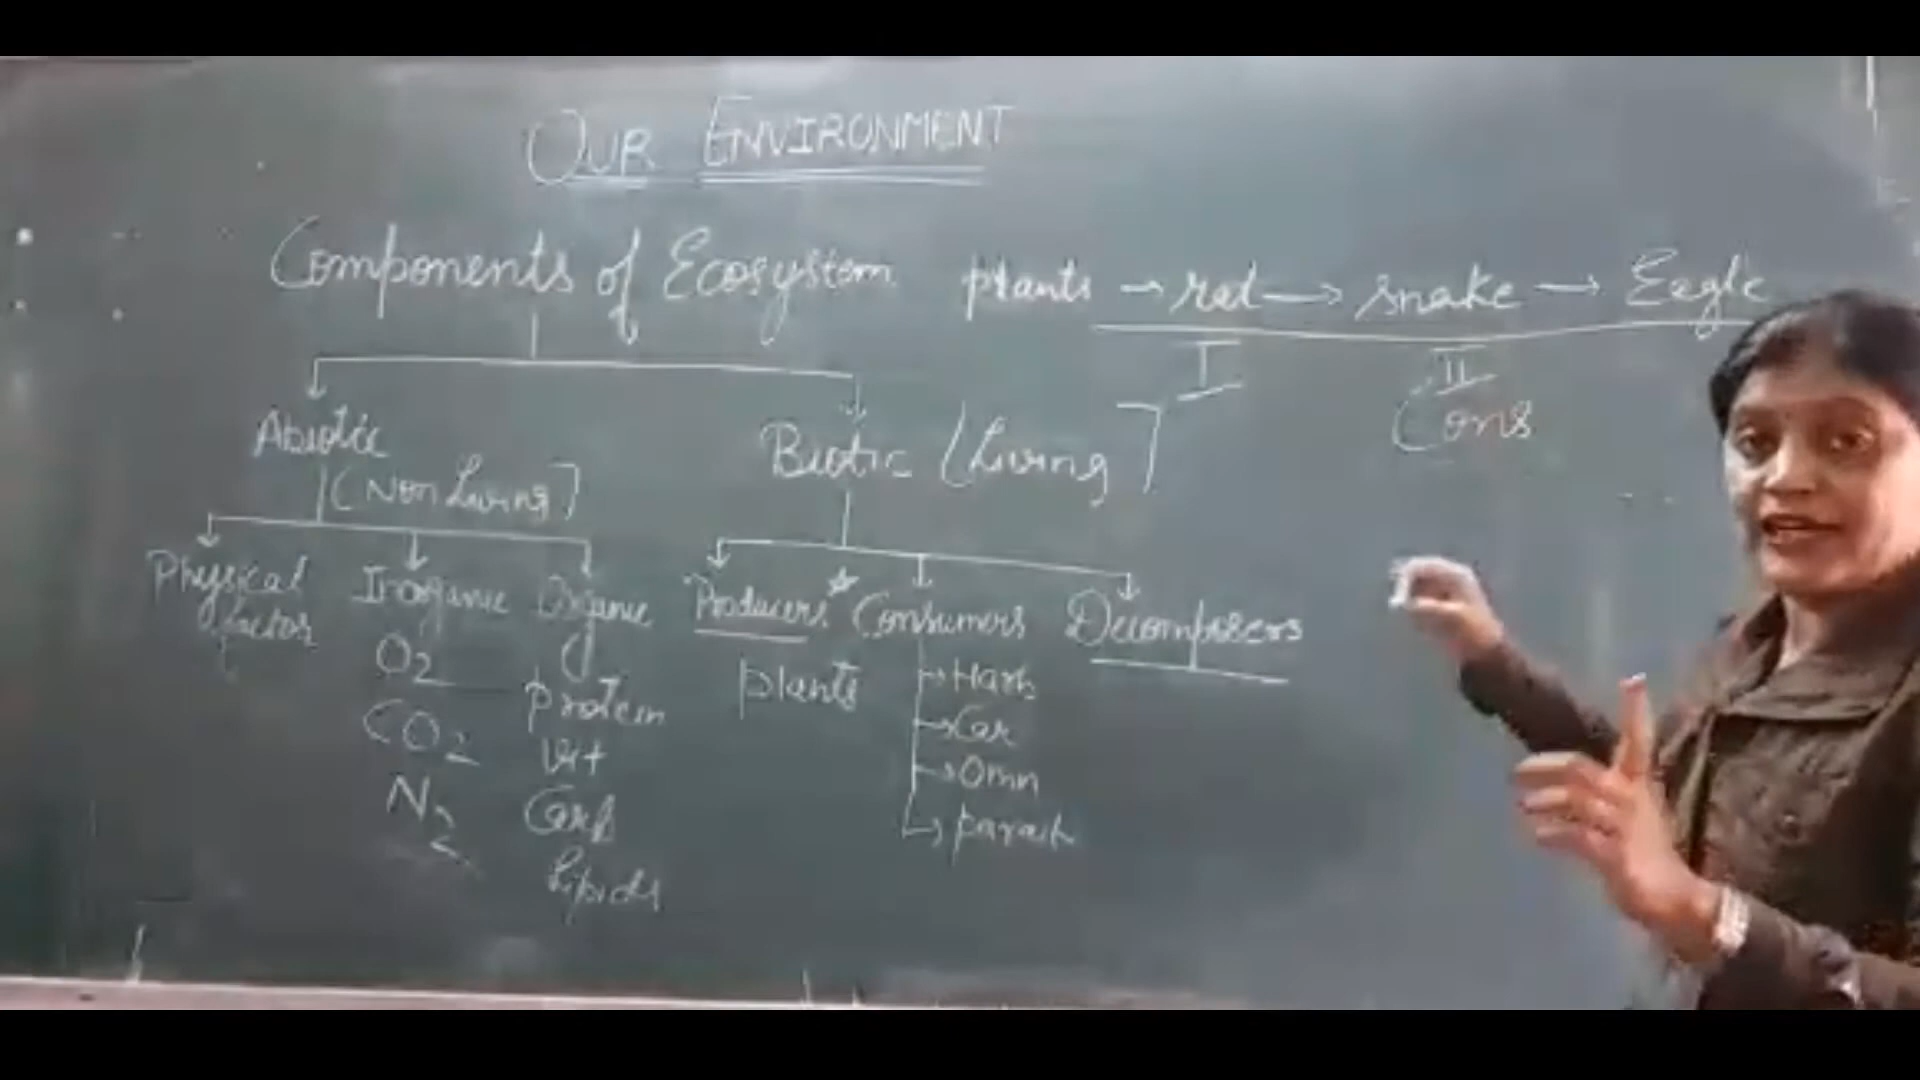 OUR ENVIRONMENT
Components of Ecosystem
plants → rat → snake → Eagle
I II
Cons
Abiotic
(Non Living)
Biotic (Living)
Physical factor
Inorganic
Organic
Producers
Consumers
Decomposers
O2
CO2
N2
protein
Vit
Carb
Lipids
plants
Harb
Car
Omn
parasit